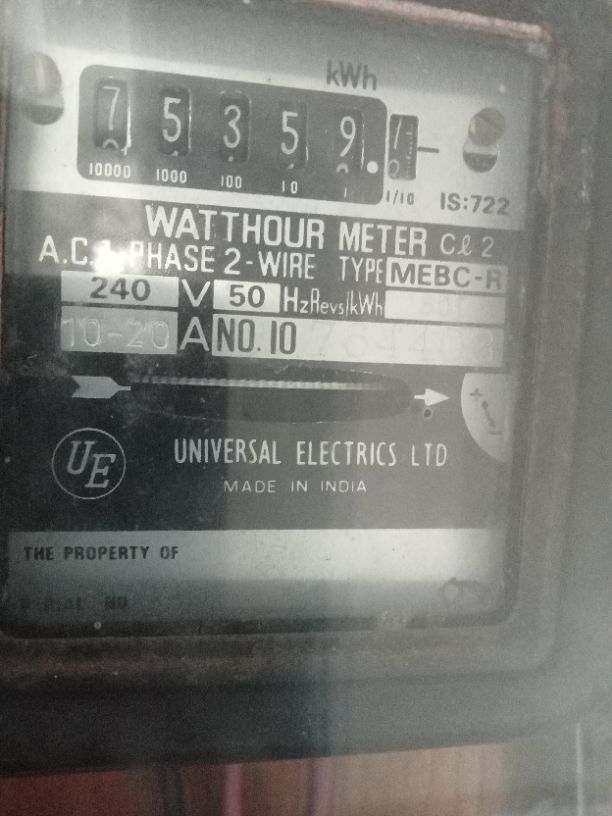 kWh
7 5 3 5 9 . 1
10000 1000 100 10 1 1/10
IS:722
WATTHOUR METER Cl 2
A.C. 1-PHASE 2-WIRE TYPE MEBC-R
240 V 50 Hz Revs/kWh
10-20 A NO. 10
+ -
UE
UNIVERSAL ELECTRICS LTD
MADE IN INDIA
THE PROPERTY OF
NO